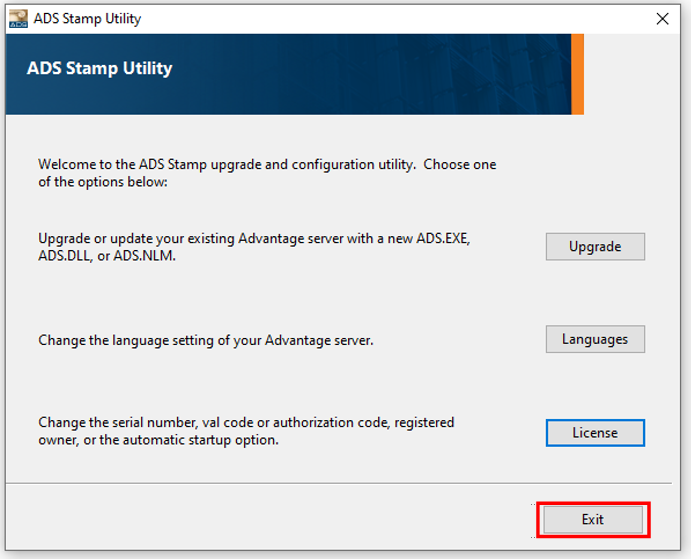 ADS Stamp Utility
ADS Stamp Utility
Welcome to the ADS Stamp upgrade and configuration utility.  Choose one
of the options below:
Upgrade or update your existing Advantage server with a new ADS.EXE,
ADS.DLL, or ADS.NLM.
Upgrade
Change the language setting of your Advantage server.
Languages
Change the serial number, val code or authorization code, registered
owner, or the automatic startup option.
License
Exit